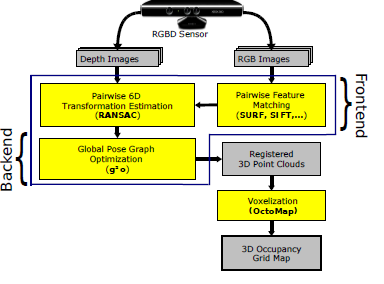 RGBD Sensor
Depth Images
RGB Images
Pairwise 6D
Transformation Estimation
(RANSAC)
Pairwise Feature
Matching
(SURF, SIFT,...)
Frontend
Backend
Global Pose Graph
Optimization
(g²o)
Registered
3D Point Clouds
Voxelization
(OctoMap)
3D Occupancy
Grid Map